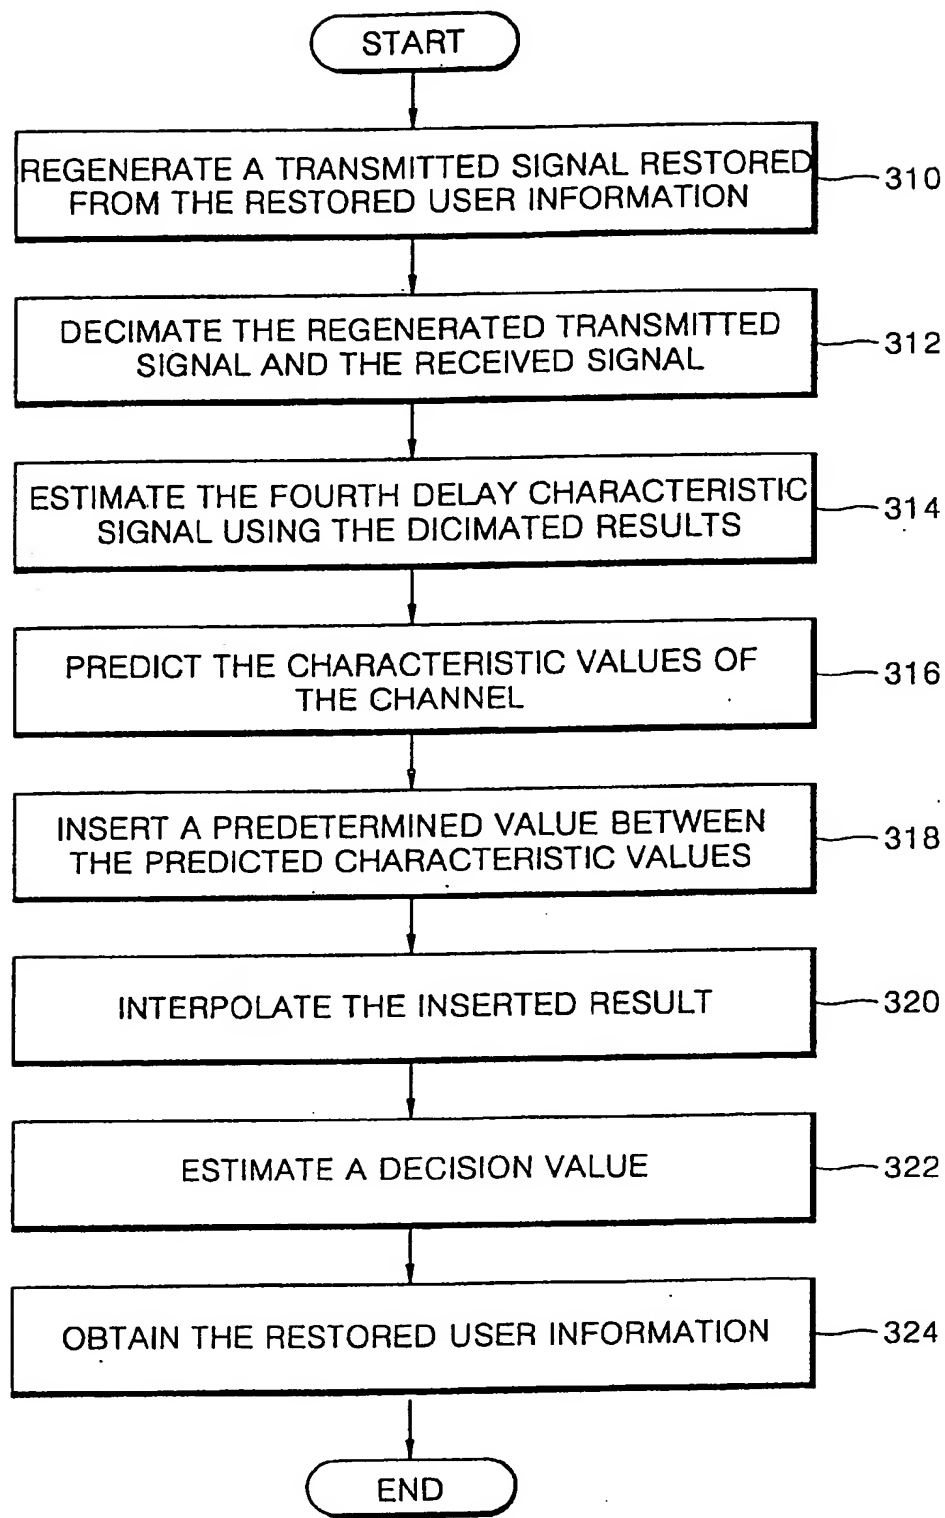 START
REGENERATE A TRANSMITTED SIGNAL RESTORED
FROM THE RESTORED USER INFORMATION
310
DECIMATE THE REGENERATED TRANSMITTED
SIGNAL AND THE RECEIVED SIGNAL
312
ESTIMATE THE FOURTH DELAY CHARACTERISTIC
SIGNAL USING THE DICIMATED RESULTS
314
PREDICT THE CHARACTERISTIC VALUES OF
THE CHANNEL
316
INSERT A PREDETERMINED VALUE BETWEEN
THE PREDICTED CHARACTERISTIC VALUES
318
INTERPOLATE THE INSERTED RESULT
320
ESTIMATE A DECISION VALUE
322
OBTAIN THE RESTORED USER INFORMATION
324
END